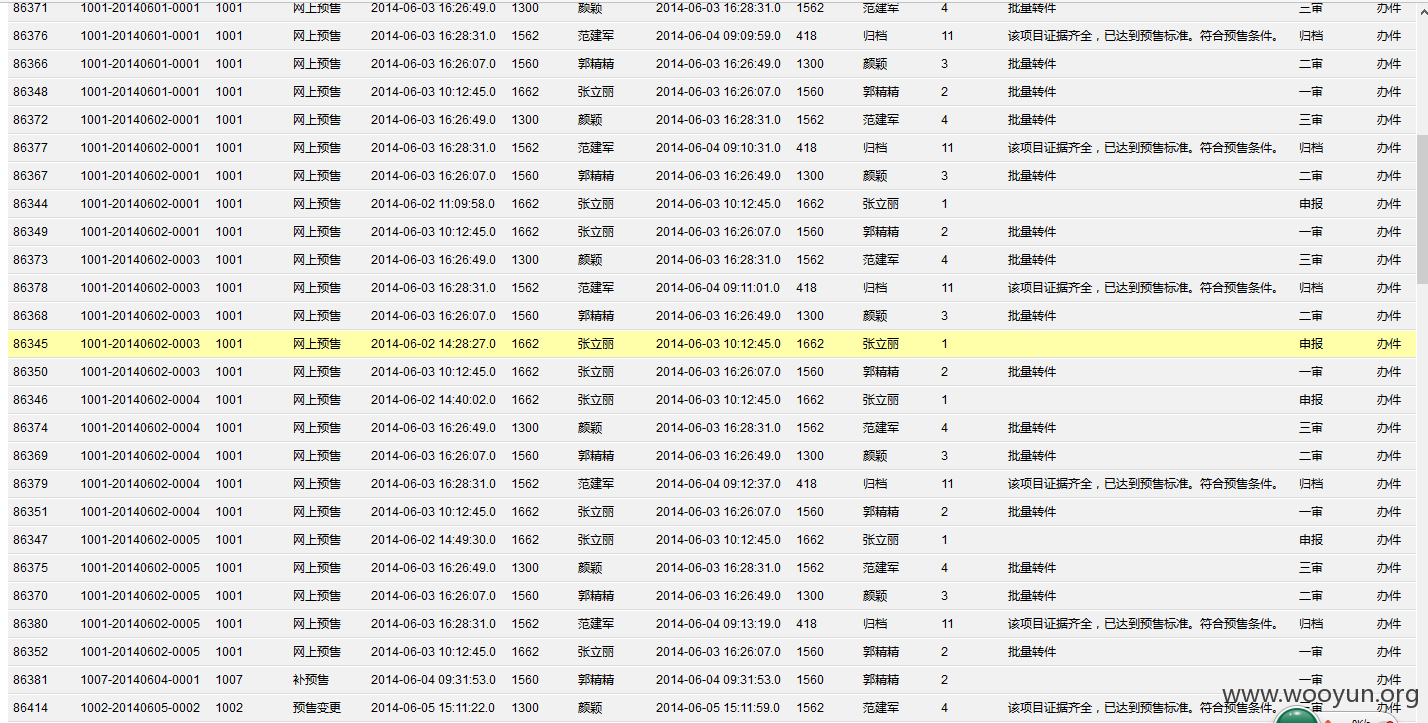 86371 1001-20140601-0001 1001 网上预售 2014-06-03 16:26:49.0 1300 颜颖 2014-06-03 16:28:31.0 1562 范建军 4 批量转件 三审 办件
86376 1001-20140601-0001 1001 网上预售 2014-06-03 16:28:31.0 1562 范建军 2014-06-04 09:09:59.0 418 归档 11 该项目证据齐全，已达到预售标准。符合预售条件。 归档 办件
86366 1001-20140601-0001 1001 网上预售 2014-06-03 16:26:07.0 1560 郭精精 2014-06-03 16:26:49.0 1300 颜颖 3 批量转件 二审 办件
86348 1001-20140601-0001 1001 网上预售 2014-06-03 10:12:45.0 1662 张立丽 2014-06-03 16:26:07.0 1560 郭精精 2 批量转件 一审 办件
86372 1001-20140602-0001 1001 网上预售 2014-06-03 16:26:49.0 1300 颜颖 2014-06-03 16:28:31.0 1562 范建军 4 批量转件 三审 办件
86377 1001-20140602-0001 1001 网上预售 2014-06-03 16:28:31.0 1562 范建军 2014-06-04 09:10:31.0 418 归档 11 该项目证据齐全，已达到预售标准。符合预售条件。 归档 办件
86367 1001-20140602-0001 1001 网上预售 2014-06-03 16:26:07.0 1560 郭精精 2014-06-03 16:26:49.0 1300 颜颖 3 批量转件 二审 办件
86344 1001-20140602-0001 1001 网上预售 2014-06-02 11:09:58.0 1662 张立丽 2014-06-03 10:12:45.0 1662 张立丽 1 申报 办件
86349 1001-20140602-0001 1001 网上预售 2014-06-03 10:12:45.0 1662 张立丽 2014-06-03 16:26:07.0 1560 郭精精 2 批量转件 一审 办件
86373 1001-20140602-0003 1001 网上预售 2014-06-03 16:26:49.0 1300 颜颖 2014-06-03 16:28:31.0 1562 范建军 4 批量转件 三审 办件
86378 1001-20140602-0003 1001 网上预售 2014-06-03 16:28:31.0 1562 范建军 2014-06-04 09:11:01.0 418 归档 11 该项目证据齐全，已达到预售标准。符合预售条件。 归档 办件
86368 1001-20140602-0003 1001 网上预售 2014-06-03 16:26:07.0 1560 郭精精 2014-06-03 16:26:49.0 1300 颜颖 3 批量转件 二审 办件
86345 1001-20140602-0003 1001 网上预售 2014-06-02 14:28:27.0 1662 张立丽 2014-06-03 10:12:45.0 1662 张立丽 1 申报 办件
86350 1001-20140602-0003 1001 网上预售 2014-06-03 10:12:45.0 1662 张立丽 2014-06-03 16:26:07.0 1560 郭精精 2 批量转件 一审 办件
86346 1001-20140602-0004 1001 网上预售 2014-06-02 14:40:02.0 1662 张立丽 2014-06-03 10:12:45.0 1662 张立丽 1 申报 办件
86374 1001-20140602-0004 1001 网上预售 2014-06-03 16:26:49.0 1300 颜颖 2014-06-03 16:28:31.0 1562 范建军 4 批量转件 三审 办件
86369 1001-20140602-0004 1001 网上预售 2014-06-03 16:26:07.0 1560 郭精精 2014-06-03 16:26:49.0 1300 颜颖 3 批量转件 二审 办件
86379 1001-20140602-0004 1001 网上预售 2014-06-03 16:28:31.0 1562 范建军 2014-06-04 09:12:37.0 418 归档 11 该项目证据齐全，已达到预售标准。符合预售条件。 归档 办件
86351 1001-20140602-0004 1001 网上预售 2014-06-03 10:12:45.0 1662 张立丽 2014-06-03 16:26:07.0 1560 郭精精 2 批量转件 一审 办件
86347 1001-20140602-0005 1001 网上预售 2014-06-02 14:49:30.0 1662 张立丽 2014-06-03 10:12:45.0 1662 张立丽 1 申报 办件
86375 1001-20140602-0005 1001 网上预售 2014-06-03 16:26:49.0 1300 颜颖 2014-06-03 16:28:31.0 1562 范建军 4 批量转件 三审 办件
86370 1001-20140602-0005 1001 网上预售 2014-06-03 16:26:07.0 1560 郭精精 2014-06-03 16:26:49.0 1300 颜颖 3 批量转件 二审 办件
86380 1001-20140602-0005 1001 网上预售 2014-06-03 16:28:31.0 1562 范建军 2014-06-04 09:13:19.0 418 归档 11 该项目证据齐全，已达到预售标准。符合预售条件。 归档 办件
86352 1001-20140602-0005 1001 网上预售 2014-06-03 10:12:45.0 1662 张立丽 2014-06-03 16:26:07.0 1560 郭精精 2 批量转件 一审 办件
86381 1007-20140604-0001 1007 补预售 2014-06-04 09:31:53.0 1560 郭精精 2014-06-04 09:31:53.0 1560 郭精精 2 一审 办件
www.wooyun.org
86414 1002-20140605-0002 1002 预售变更 2014-06-05 15:11:22.0 1300 颜颖 2014-06-05 15:11:59.0 1562 范建军 4 该项目证据齐全，已达到预售标准。符合预售条件。 三审 办件